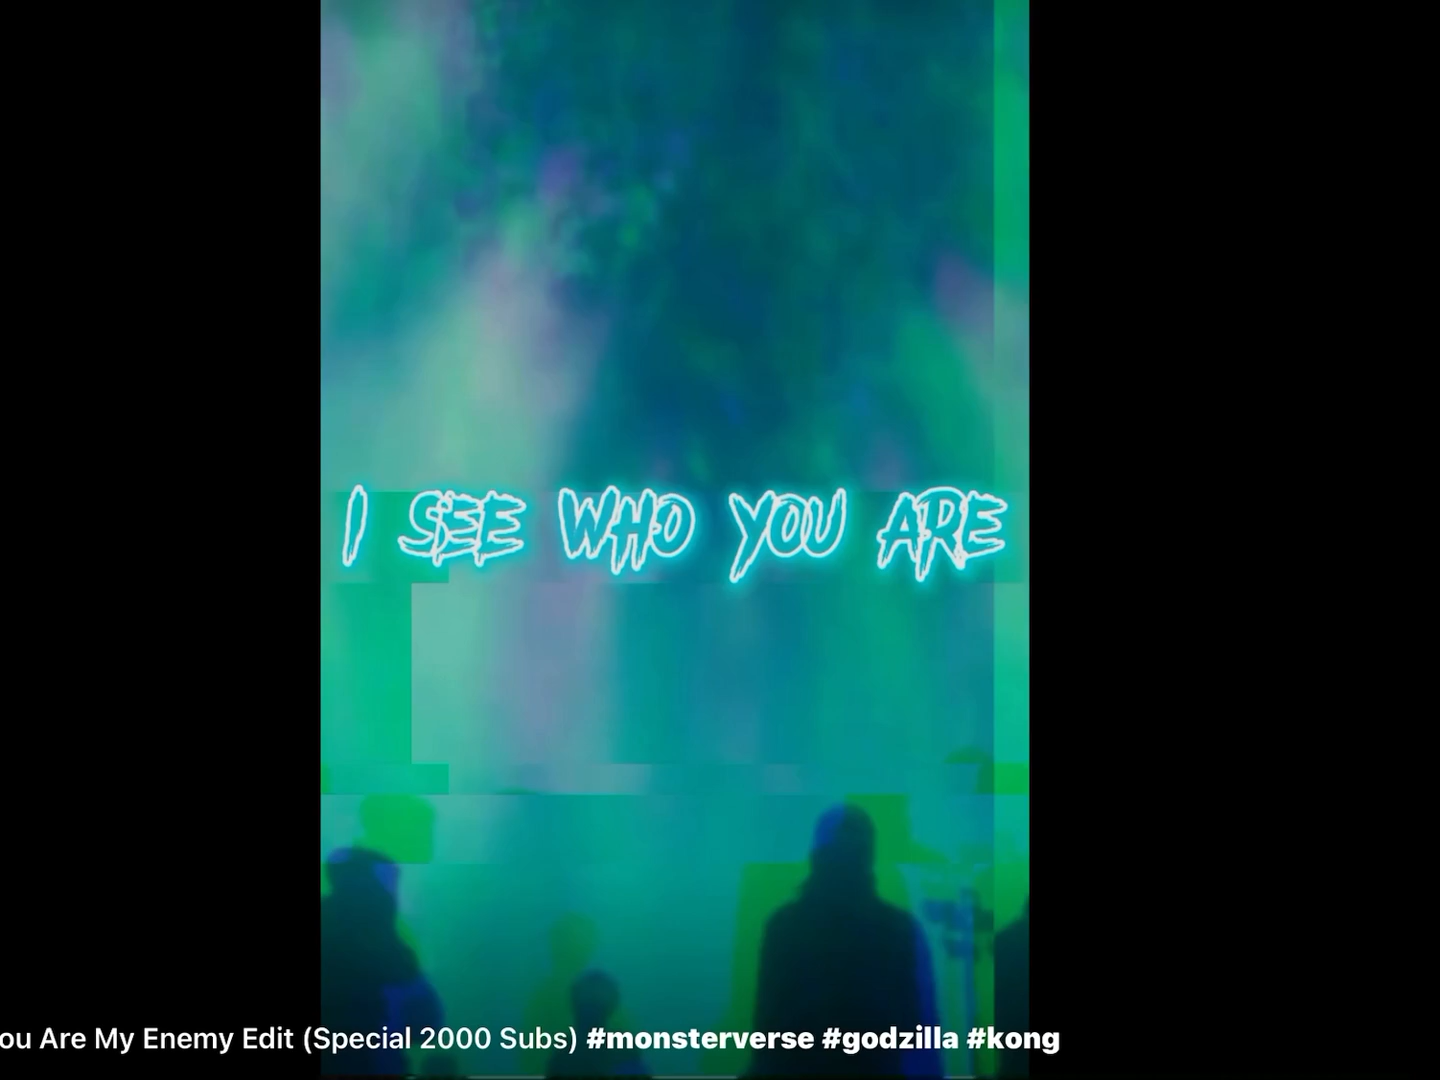 I SEE WHO YOU ARE
ou Are My Enemy Edit (Special 2000 Subs) #monsterverse #godzilla #kong